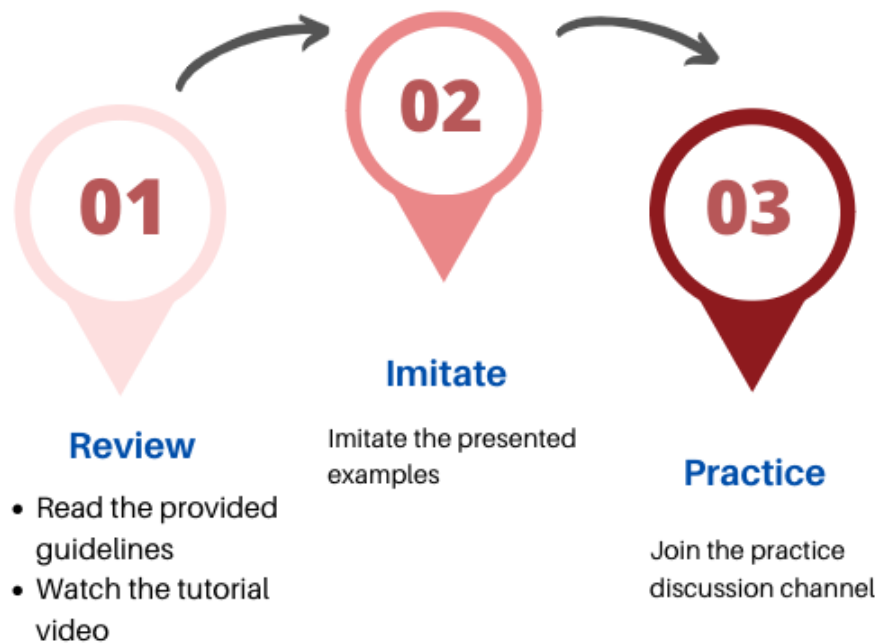 01
Review
• Read the provided
guidelines
• Watch the tutorial
video
02
Imitate
Imitate the presented
examples
03
Practice
Join the practice
discussion channel